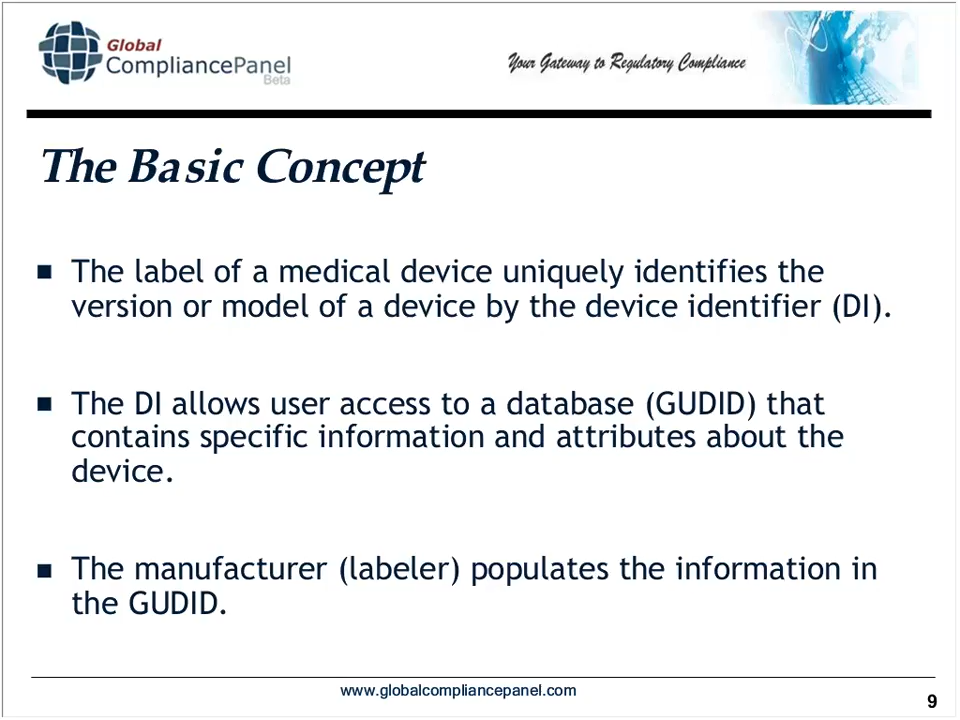 Global
CompliancePanel
Beta
Your Gateway to Regulatory Compliance
The Basic Concept
The label of a medical device uniquely identifies the
version or model of a device by the device identifier (DI).
The DI allows user access to a database (GUDID) that
contains specific information and attributes about the
device.
The manufacturer (labeler) populates the information in
the GUDID.
www.globalcompliancepanel.com
9